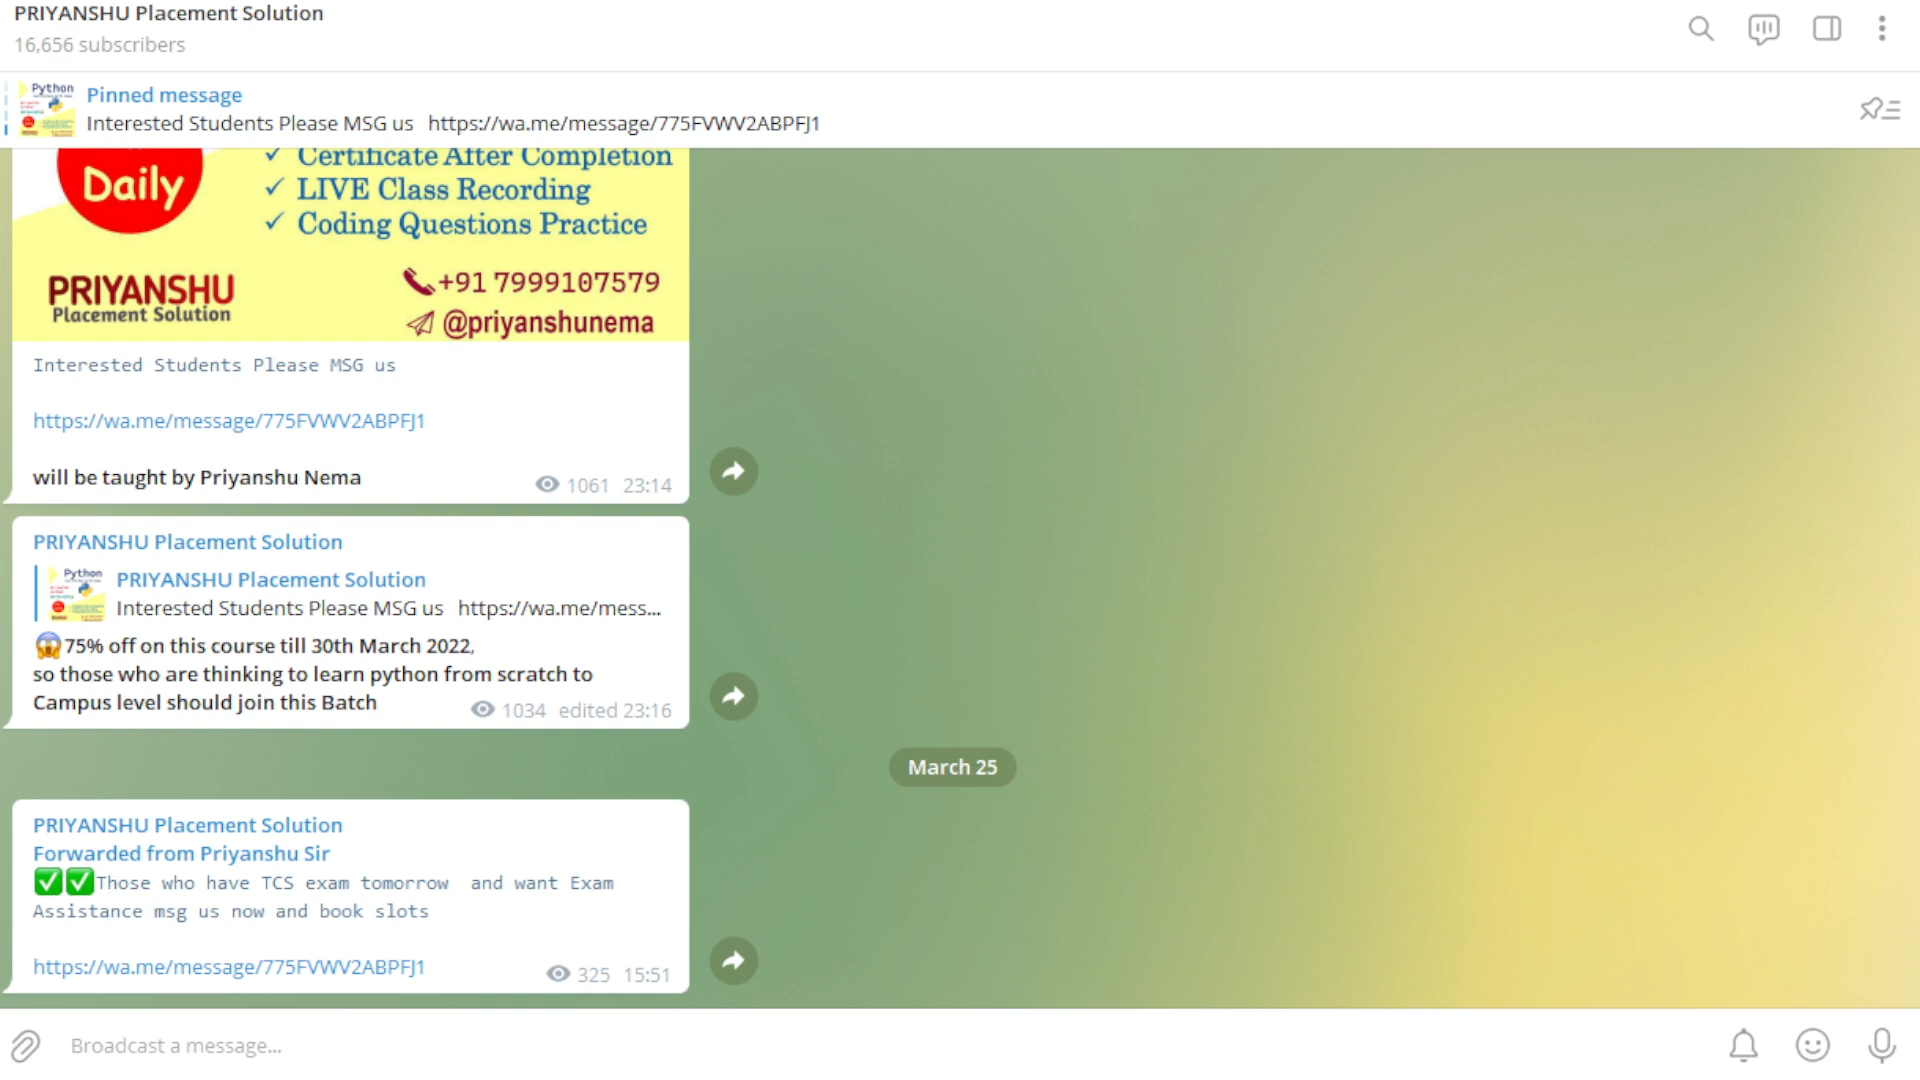 PRIYANSHU Placement Solution
16,656 subscribers
Python
Pinned message
Interested Students Please MSG us https://wa.me/message/775FVWV2ABPFJ1
Daily
✓ Certificate After Completion
✓ LIVE Class Recording
✓ Coding Questions Practice
PRIYANSHU
Placement Solution
+91 7999107579
@priyanshunema
Interested Students Please MSG us
https://wa.me/message/775FVWV2ABPFJ1
will be taught by Priyanshu Nema
1061 23:14
PRIYANSHU Placement Solution
Python
PRIYANSHU Placement Solution
Interested Students Please MSG us https://wa.me/mess...
😱75% off on this course till 30th March 2022,
so those who are thinking to learn python from scratch to
Campus level should join this Batch
1034 edited 23:16
March 25
PRIYANSHU Placement Solution
Forwarded from Priyanshu Sir
✅✅Those who have TCS exam tomorrow and want Exam
Assistance msg us now and book slots
https://wa.me/message/775FVWV2ABPFJ1
325 15:51
Broadcast a message...